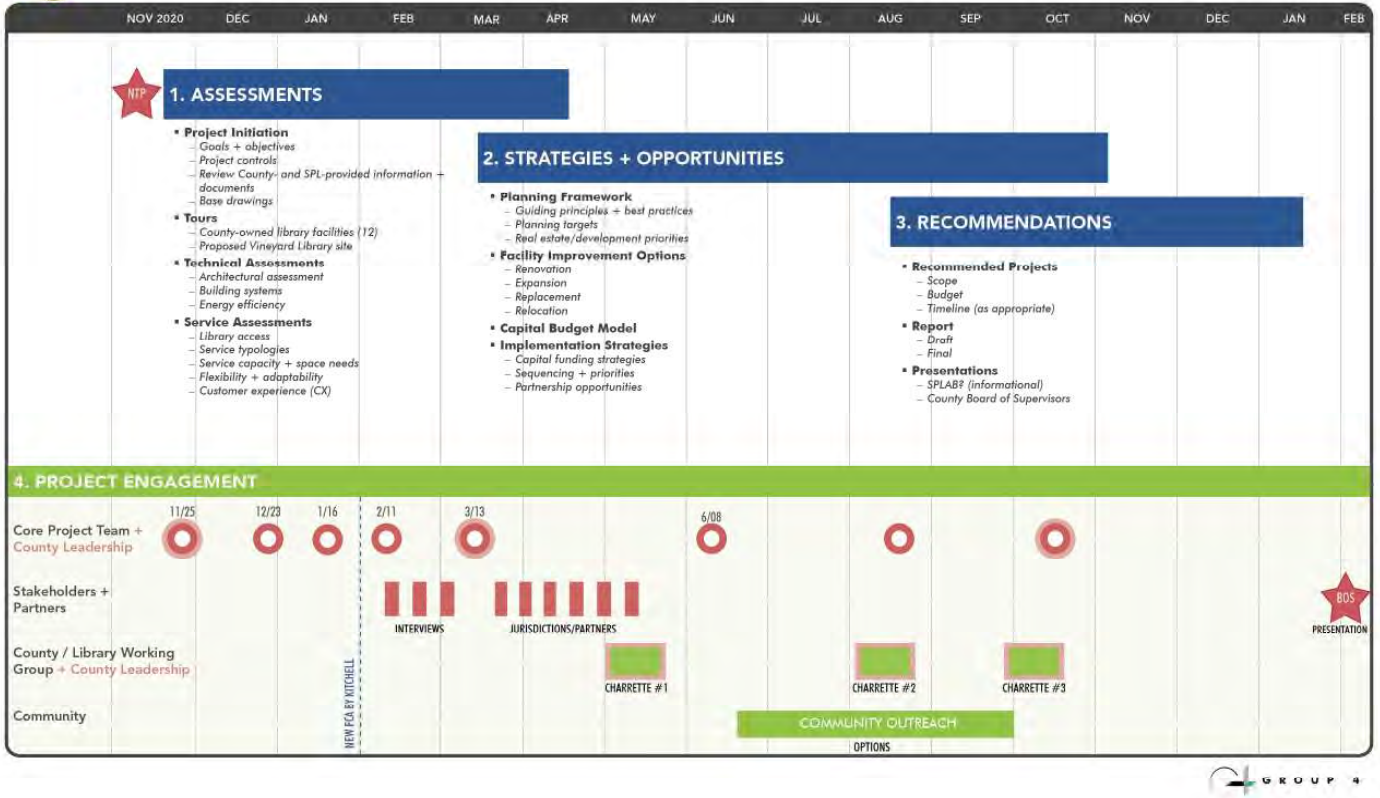 NOV 2020 DEC JAN FEB MAR APR MAY JUN JUL AUG SEP OCT NOV DEC JAN FEB
NTP
1. ASSESSMENTS
▪ Project Initiation
– Goals + objectives
– Project controls
– Review County- and SPL-provided information +
documents
– Base drawings
▪ Tours
– County-owned library facilities (12)
– Proposed Vineyard Library site
▪ Technical Assessments
– Architectural assessment
– Building systems
– Energy efficiency
▪ Service Assessments
– Library access
– Service typologies
– Service capacity + space needs
– Flexibility + adaptability
– Customer experience (CX)
2. STRATEGIES + OPPORTUNITIES
▪ Planning Framework
– Guiding principles + best practices
– Planning targets
– Real estate/development priorities
▪ Facility Improvement Options
– Renovation
– Expansion
– Replacement
– Relocation
▪ Capital Budget Model
▪ Implementation Strategies
– Capital funding strategies
– Sequencing + priorities
– Partnership opportunities
3. RECOMMENDATIONS
▪ Recommended Projects
– Scope
– Budget
– Timeline (as appropriate)
▪ Report
– Draft
– Final
▪ Presentations
– SPLAB? (informational)
– County Board of Supervisors
4. PROJECT ENGAGEMENT
11/25 12/23 1/16 2/11 3/13 6/08
Core Project Team +
County Leadership
Stakeholders +
Partners
INTERVIEWS JURISDICTIONS/PARTNERS
BOS
PRESENTATION
County / Library Working
Group + County Leadership
CHARRETTE #1 CHARRETTE #2 CHARRETTE #3
NEW FCA BY KITCHELL
Community
COMMUNITY OUTREACH
OPTIONS
GROUP 4